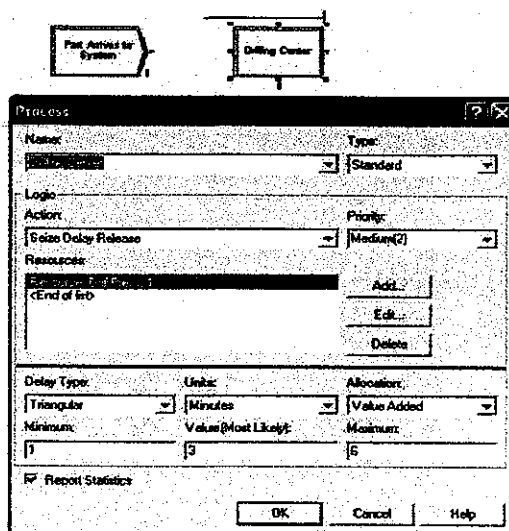 Part Arrives to
System
Drilling Center
Process
Name:
Type:
Standard
Logic
Action:
Priority:
Seize Delay Release
Medium(2)
Resources:
<End of list>
Add...
Edit...
Delete
Delay Type:
Units:
Allocation:
Triangular
Minutes
Value Added
Minimum:
Value (Most Likely):
Maximum:
1
3
6
Report Statistics
OK
Cancel
Help